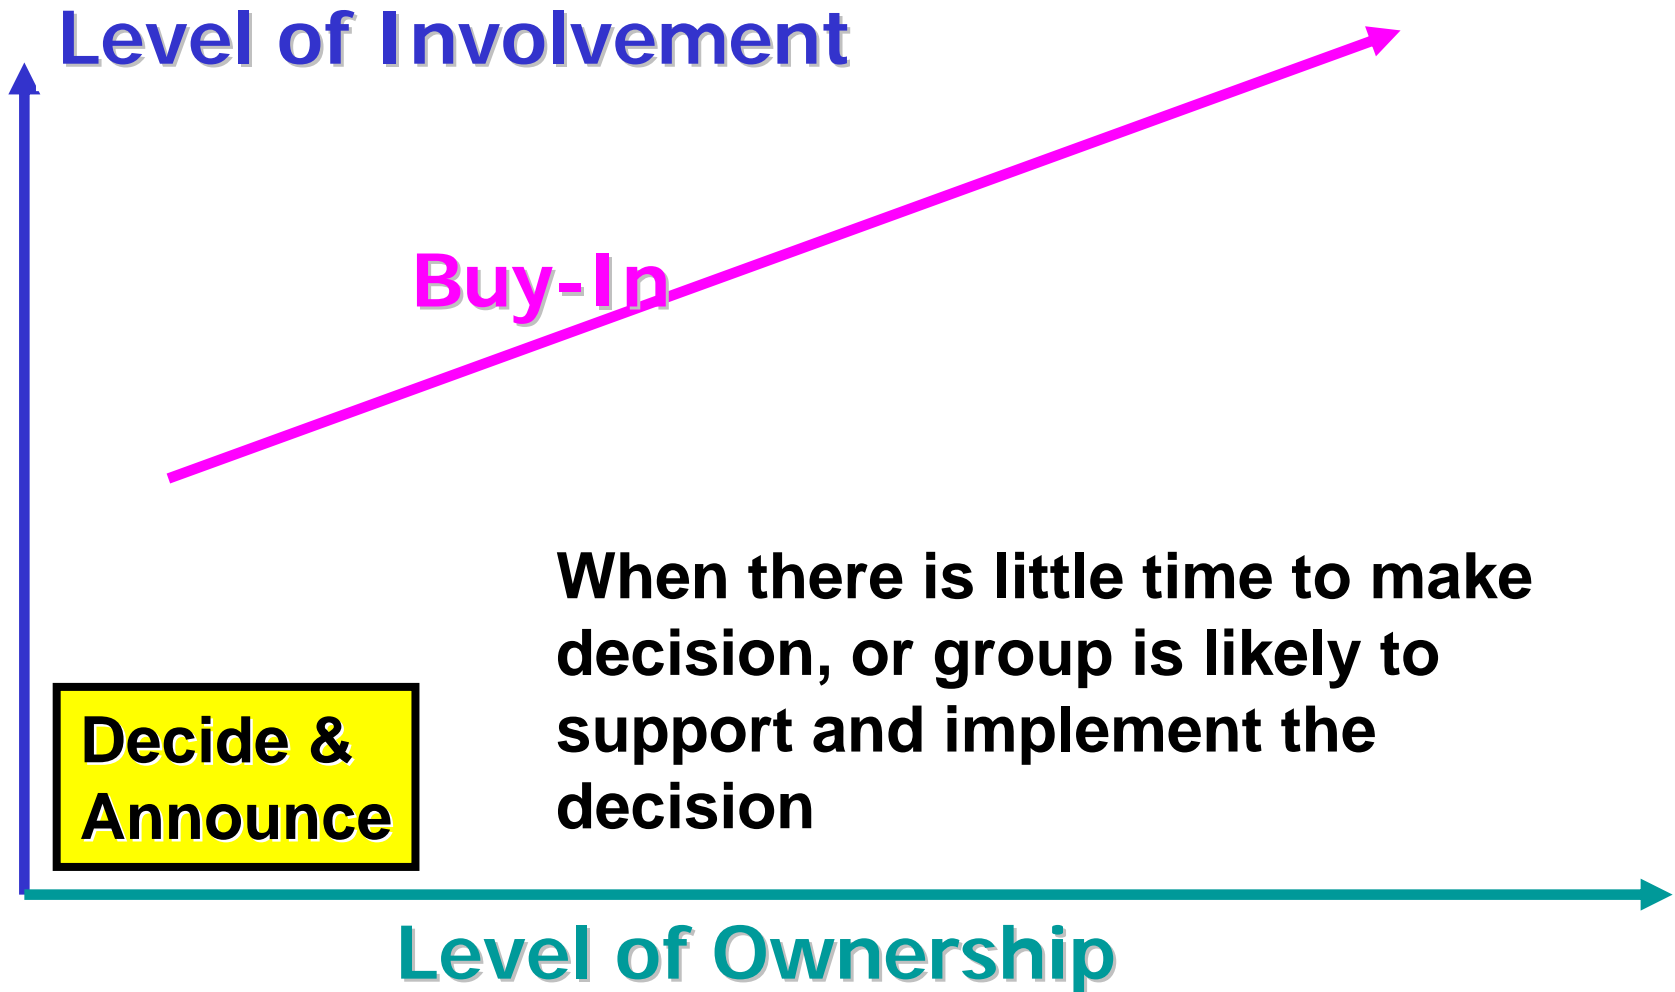 Level of Involvement
Buy-In
When there is little time to make
decision, or group is likely to
support and implement the
decision
Decide &
Announce
Level of Ownership